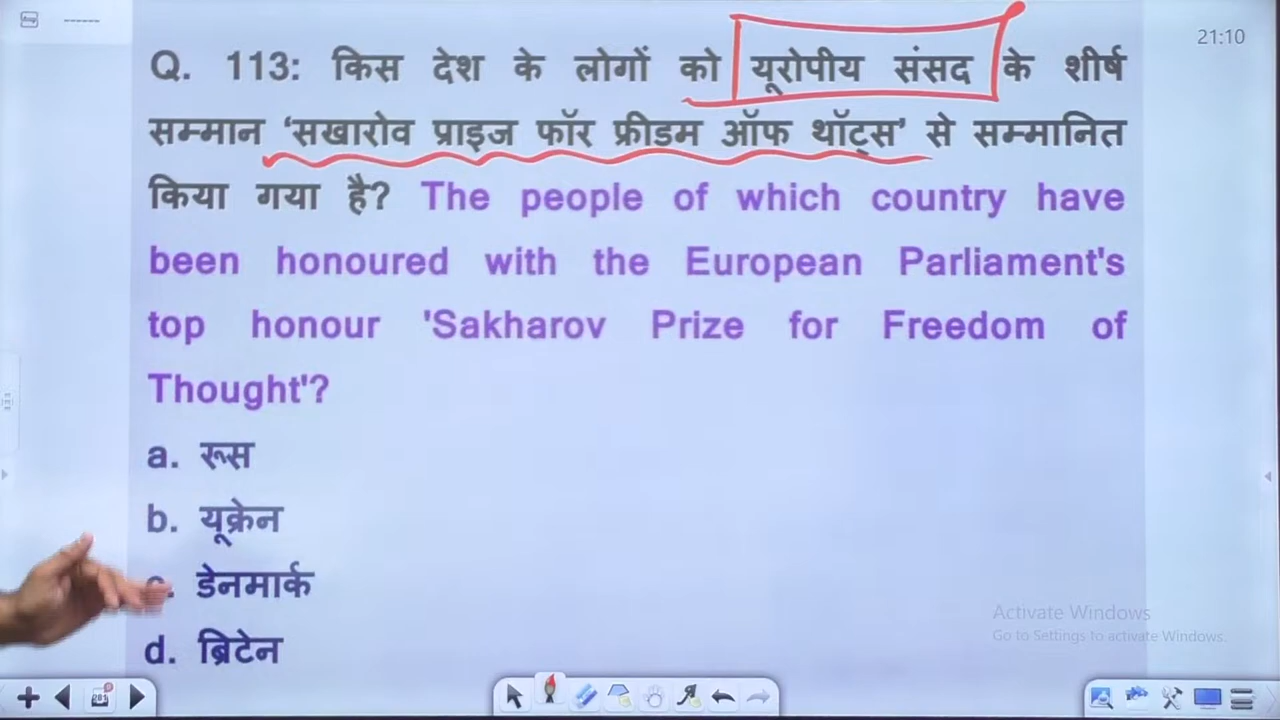 21:10
Q. 113: किस देश के लोगों को यूरोपीय संसद के शीर्ष
सम्मान ‘सखारोव प्राइज फॉर फ्रीडम ऑफ थॉट्स’ से सम्मानित
किया गया है? The people of which country have
been honoured with the European Parliament's
top honour 'Sakharov Prize for Freedom of
Thought'?
a. रूस
b. यूक्रेन
c. डेनमार्क
d. ब्रिटेन
Activate Windows
Go to Settings to activate Windows.
281